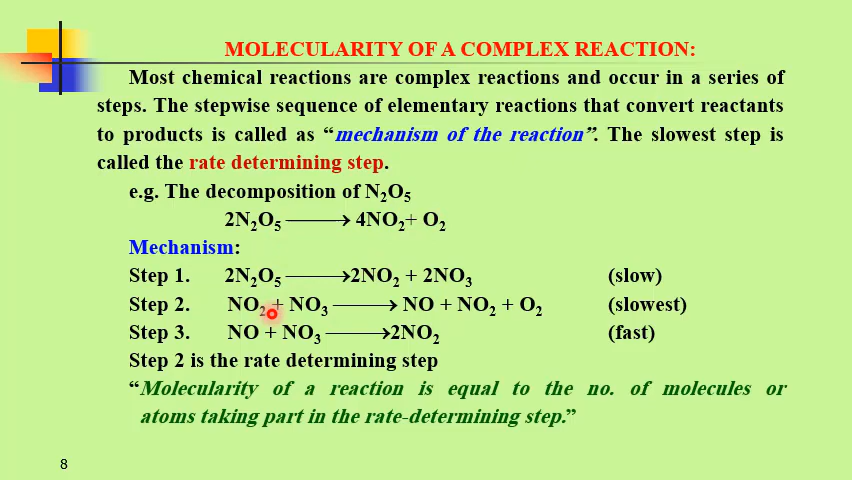 MOLECULARITY OF A COMPLEX REACTION:
Most chemical reactions are complex reactions and occur in a series of
steps. The stepwise sequence of elementary reactions that convert reactants
to products is called as “mechanism of the reaction”. The slowest step is
called the rate determining step.
e.g. The decomposition of N₂O₅
2N₂O₅ ⟶ 4NO₂+ O₂
Mechanism:
Step 1. 2N₂O₅ ⟶2NO₂ + 2NO₃ (slow)
Step 2. NO₂ + NO₃ ⟶ NO + NO₂ + O₂ (slowest)
Step 3. NO + NO₃ ⟶2NO₂ (fast)
Step 2 is the rate determining step
“Molecularity of a reaction is equal to the no. of molecules or
atoms taking part in the rate-determining step.”
8